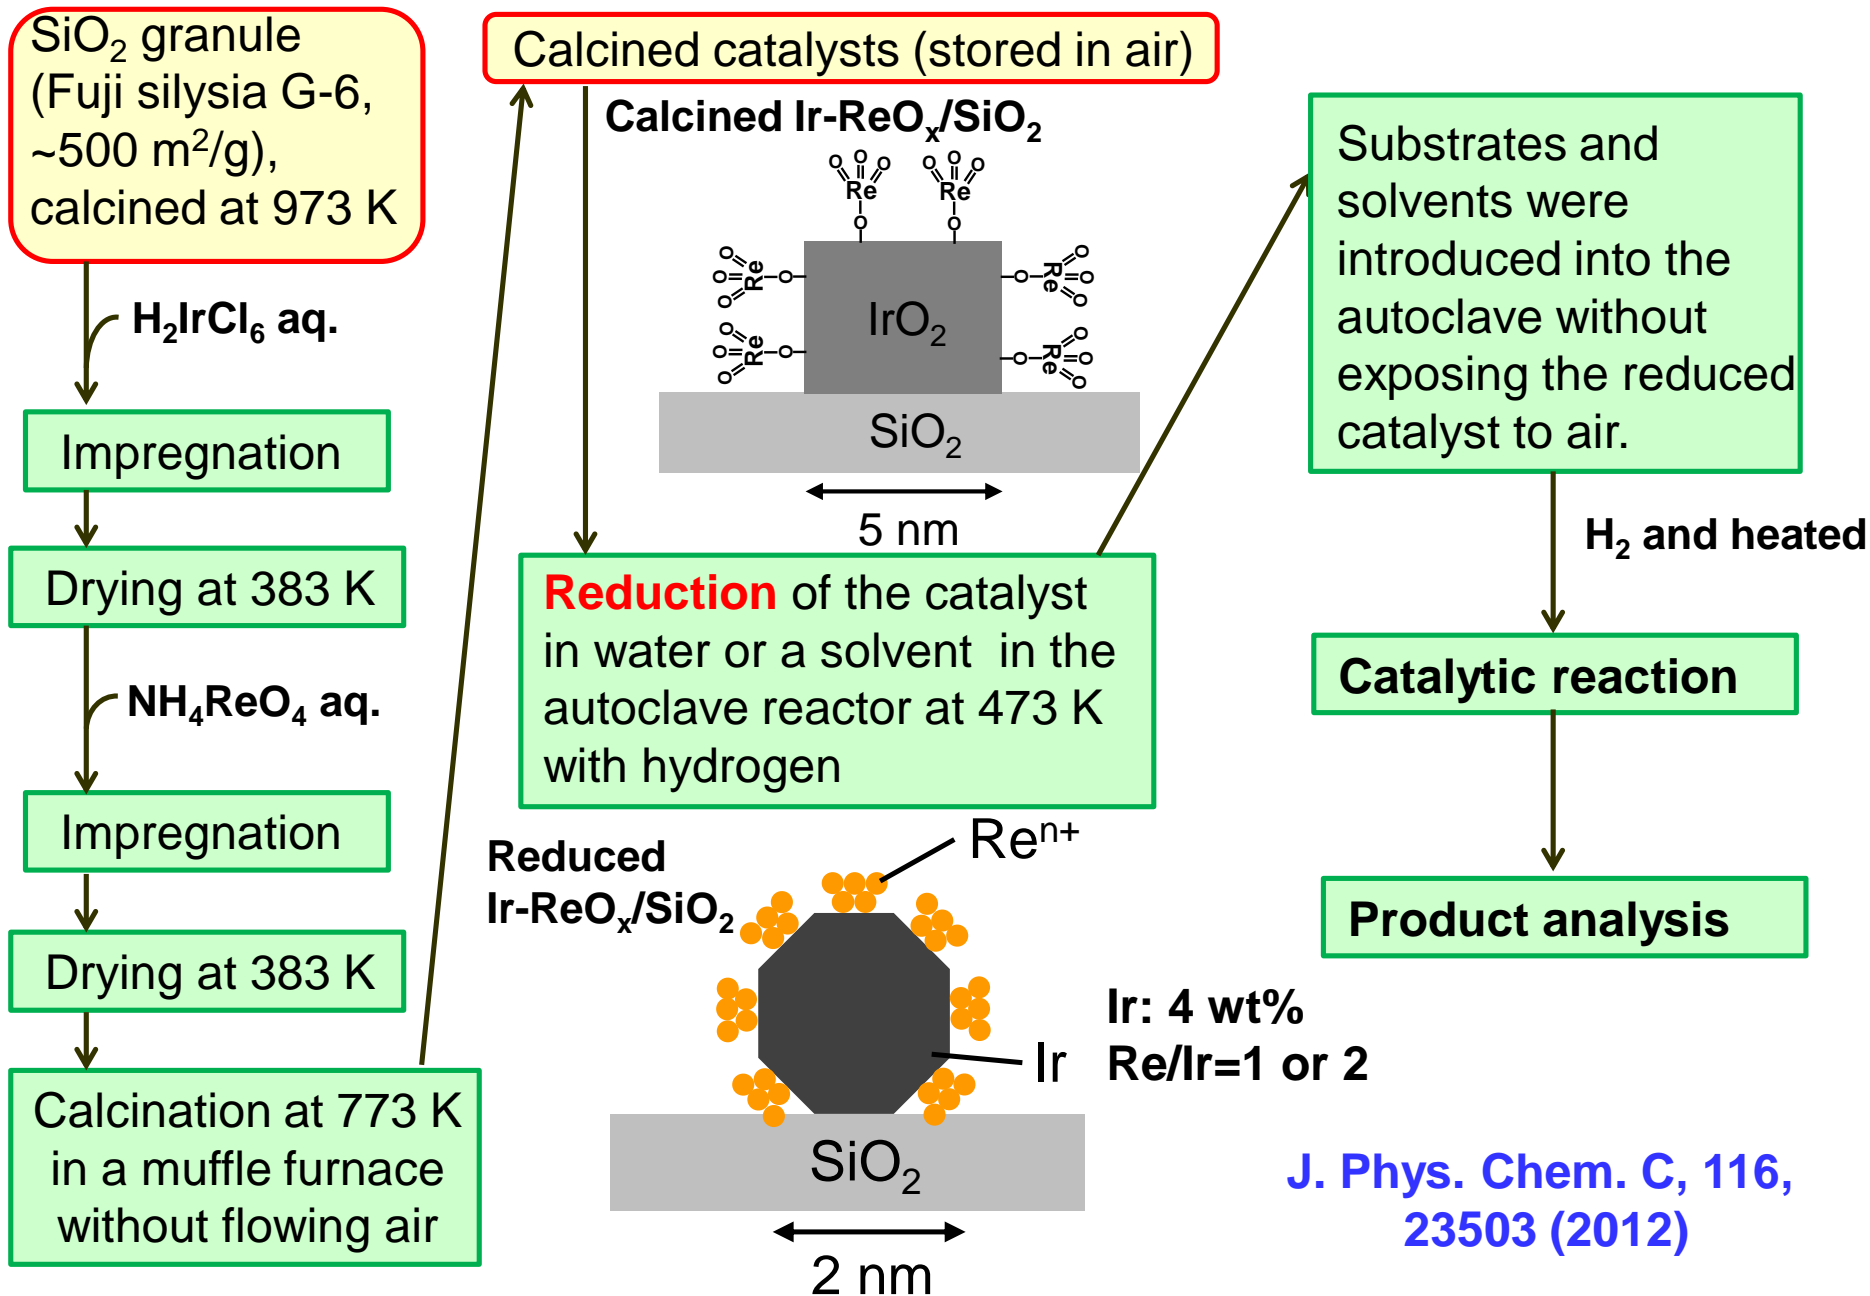 SiO2 granule
(Fuji silysia G-6,
~500 m2/g),
calcined at 973 K
H2IrCl6 aq.
Impregnation
Drying at 383 K
NH4ReO4 aq.
Impregnation
Drying at 383 K
Calcination at 773 K
in a muffle furnace
without flowing air
Calcined catalysts (stored in air)
Calcined Ir-ReOx/SiO2
O O O O O O
Re Re
O O
O O O Re O O Re O O O
O O O Re O O Re O O O
IrO2
SiO2
5 nm
Reduction of the catalyst
in water or a solvent in the
autoclave reactor at 473 K
with hydrogen
Reduced
Ir-ReOx/SiO2
Ren+
Ir
SiO2
2 nm
Ir: 4 wt%
Re/Ir=1 or 2
Substrates and
solvents were
introduced into the
autoclave without
exposing the reduced
catalyst to air.
H2 and heated
Catalytic reaction
Product analysis
J. Phys. Chem. C, 116,
23503 (2012)